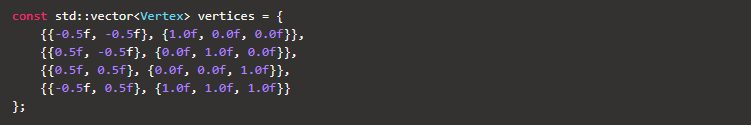 const std::vector<Vertex> vertices = {
    {{-0.5f, -0.5f}, {1.0f, 0.0f, 0.0f}},
    {{0.5f, -0.5f}, {0.0f, 1.0f, 0.0f}},
    {{0.5f, 0.5f}, {0.0f, 0.0f, 1.0f}},
    {{-0.5f, 0.5f}, {1.0f, 1.0f, 1.0f}}
};